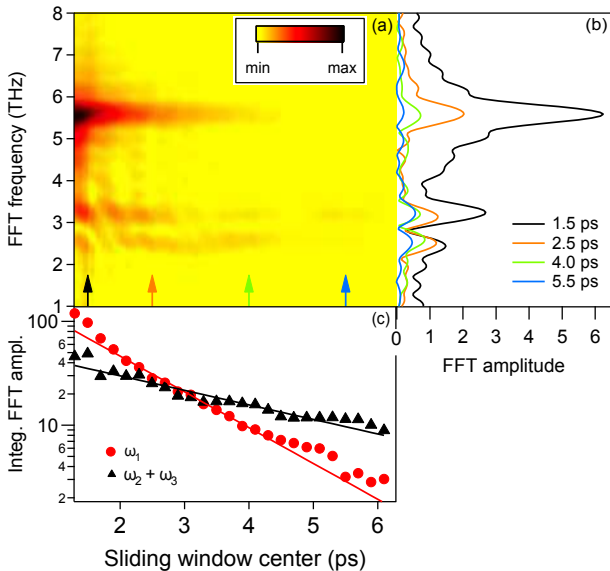 (a)
min max
8
7
6
5
4
3
2
1
FFT frequency (THz)
(b)
1.5 ps
2.5 ps
4.0 ps
5.5 ps
0 1 2 3 4 5 6
FFT amplitude
(c)
100
6
4
2
10
6
4
2
Integ. FFT ampl.
ω1
ω2 + ω3
2 3 4 5 6
Sliding window center (ps)